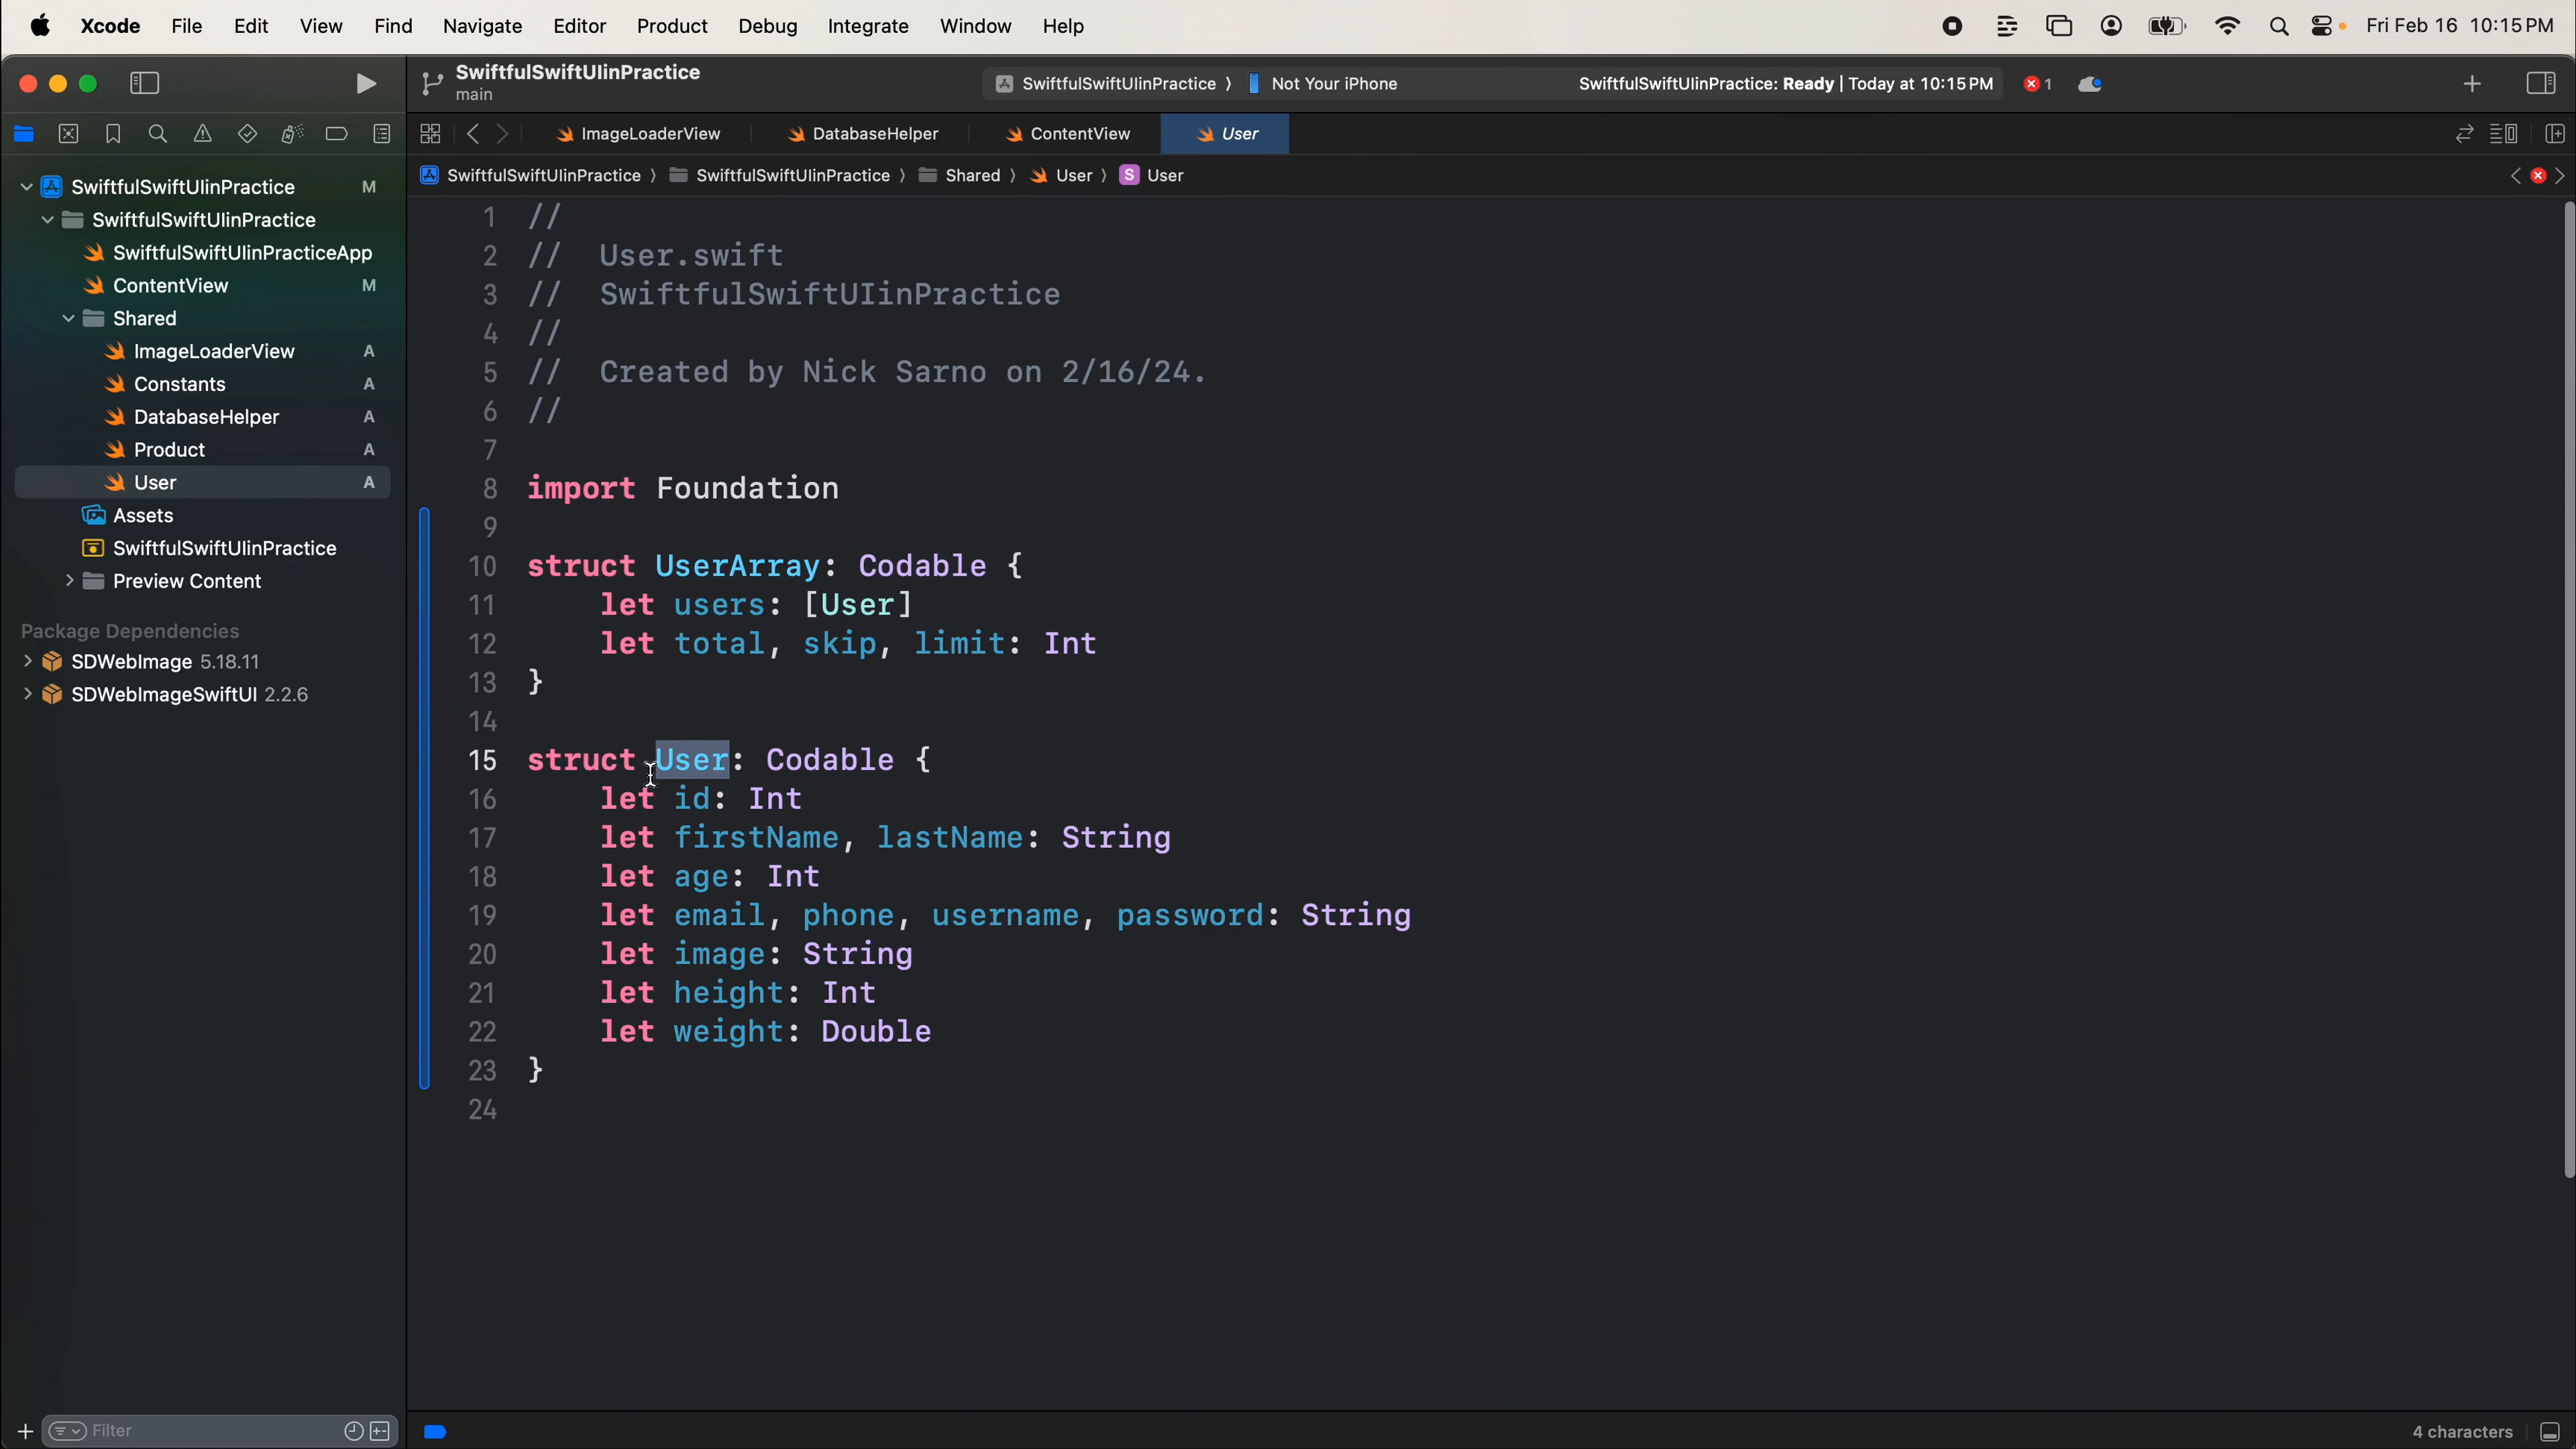 Xcode File Edit View Find Navigate Editor Product Debug Integrate Window Help Fri Feb 16 10:15 PM
SwiftfulSwiftUIinPractice
main
SwiftfulSwiftUIinPractice 〉 Not Your iPhone
SwiftfulSwiftUIinPractice: Ready | Today at 10:15 PM
1
ImageLoaderView DatabaseHelper ContentView User
SwiftfulSwiftUIinPractice 〉 SwiftfulSwiftUIinPractice 〉 Shared 〉 User 〉 S User
SwiftfulSwiftUIinPractice M
SwiftfulSwiftUIinPractice
SwiftfulSwiftUIinPracticeApp
ContentView M
Shared
ImageLoaderView A
Constants A
DatabaseHelper A
Product A
User A
Assets
SwiftfulSwiftUIinPractice
Preview Content
Package Dependencies
SDWebImage 5.18.11
SDWebImageSwiftUI 2.2.6
Filter
1 //
2 //  User.swift
3 //  SwiftfulSwiftUIinPractice
4 //
5 //  Created by Nick Sarno on 2/16/24.
6 //
7
8 import Foundation
9
10 struct UserArray: Codable {
11     let users: [User]
12     let total, skip, limit: Int
13 }
14
15 struct User: Codable {
16     let id: Int
17     let firstName, lastName: String
18     let age: Int
19     let email, phone, username, password: String
20     let image: String
21     let height: Int
22     let weight: Double
23 }
24
4 characters